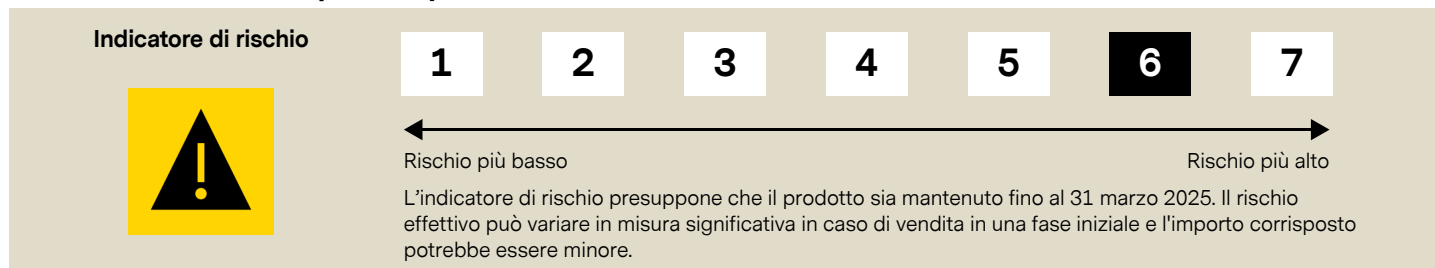 Indicatore di rischio
1 2 3 4 5 6 7
Rischio più basso Rischio più alto
L'indicatore di rischio presuppone che il prodotto sia mantenuto fino al 31 marzo 2025. Il rischio
effettivo può variare in misura significativa in caso di vendita in una fase iniziale e l'importo corrisposto
potrebbe essere minore.